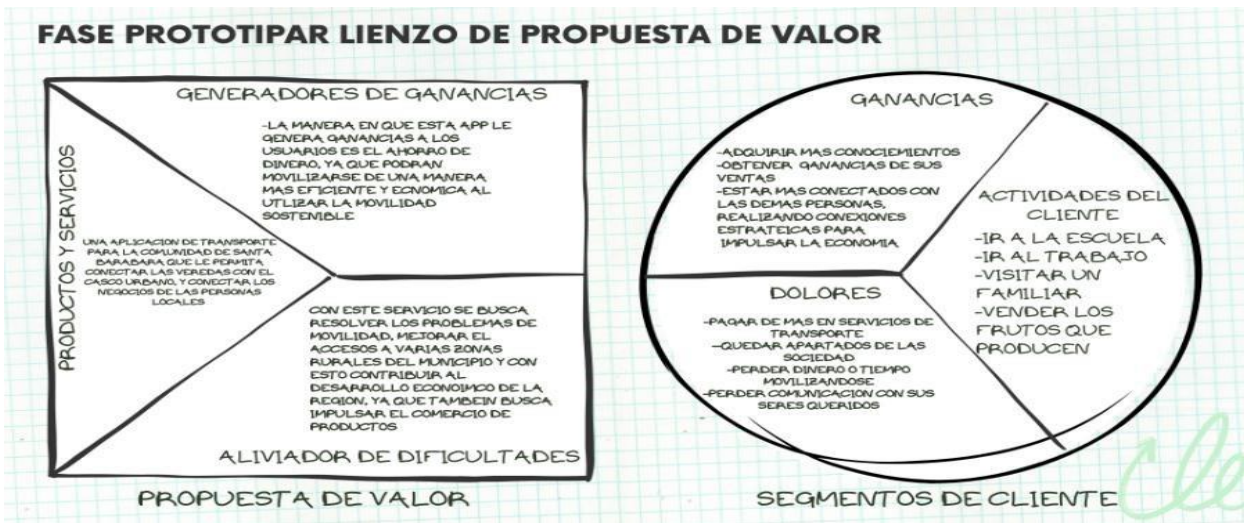 FASE PROTOTIPAR LIENZO DE PROPUESTA DE VALOR
GENERADORES DE GANANCIAS
-LA MANERA EN QUE ESTA APP LE
GENERA GANANCIAS A LOS
USUARIOS ES EL AHORRO DE
DINERO, YA QUE PODRAN
MOVILIZARSE DE UNA MANERA
MAS EFICIENTE Y ECNOMICA AL
UTLIZAR LA MOVILIDAD
SOSTENIBLE
PRODUCTOS Y SERVICIOS
UNA APLICACION DE TRANSPORTE
PARA LA COMUNIDAD DE SANTA
BARABARA QUE LE PERMITA
CONECTAR LAS VEREDAS CON EL
CASCO URBANO, Y CONECTAR LOS
NEGOCIOS DE LAS PERSONAS
LOCALES
CON ESTE SERVICIO SE BUSCA
RESOLVER LOS PROBLEMAS DE
MOVILIDAD, MEJORAR EL
ACCESOS A VARIAS ZONAS
RURALES DEL MUNICIPIO Y CON
ESTO CONTRIBUIR AL
DESARROLLO ECONOIMCO DE LA
REGION, YA QUE TAMBEIN BUSCA
IMPULSAR EL COMERCIO DE
PRODUCTOS
ALIVIADOR DE DIFICULTADES
PROPUESTA DE VALOR
GANANCIAS
-ADQUIRIR MAS CONOCIEMIENTOS
-OBTENER GANANCIAS DE SUS
VENTAS
-ESTAR MAS CONECTADOS CON
LAS DEMAS PERSONAS,
REALIZANDO CONEXIONES
ESTRATEICAS PARA
IMPULSAR LA ECONOMIA
ACTIVIDADES DEL
CLIENTE
-IR A LA ESCUELA
-IR AL TRABAJO
-VISITAR UN
FAMILIAR
-VENDER LOS
FRUTOS QUE
PRODUCEN
DOLORES
-PAGAR DE MAS EN SERVICIOS DE
TRANSPORTE
-QUEDAR APARTADOS DE LAS
SOCIEDAD
-PERDER DINERO O TIEMPO
MOVILIZANDOSE
-PERDER COMUNICACION CON SUS
SERES QUERIDOS
SEGMENTOS DE CLIENTE